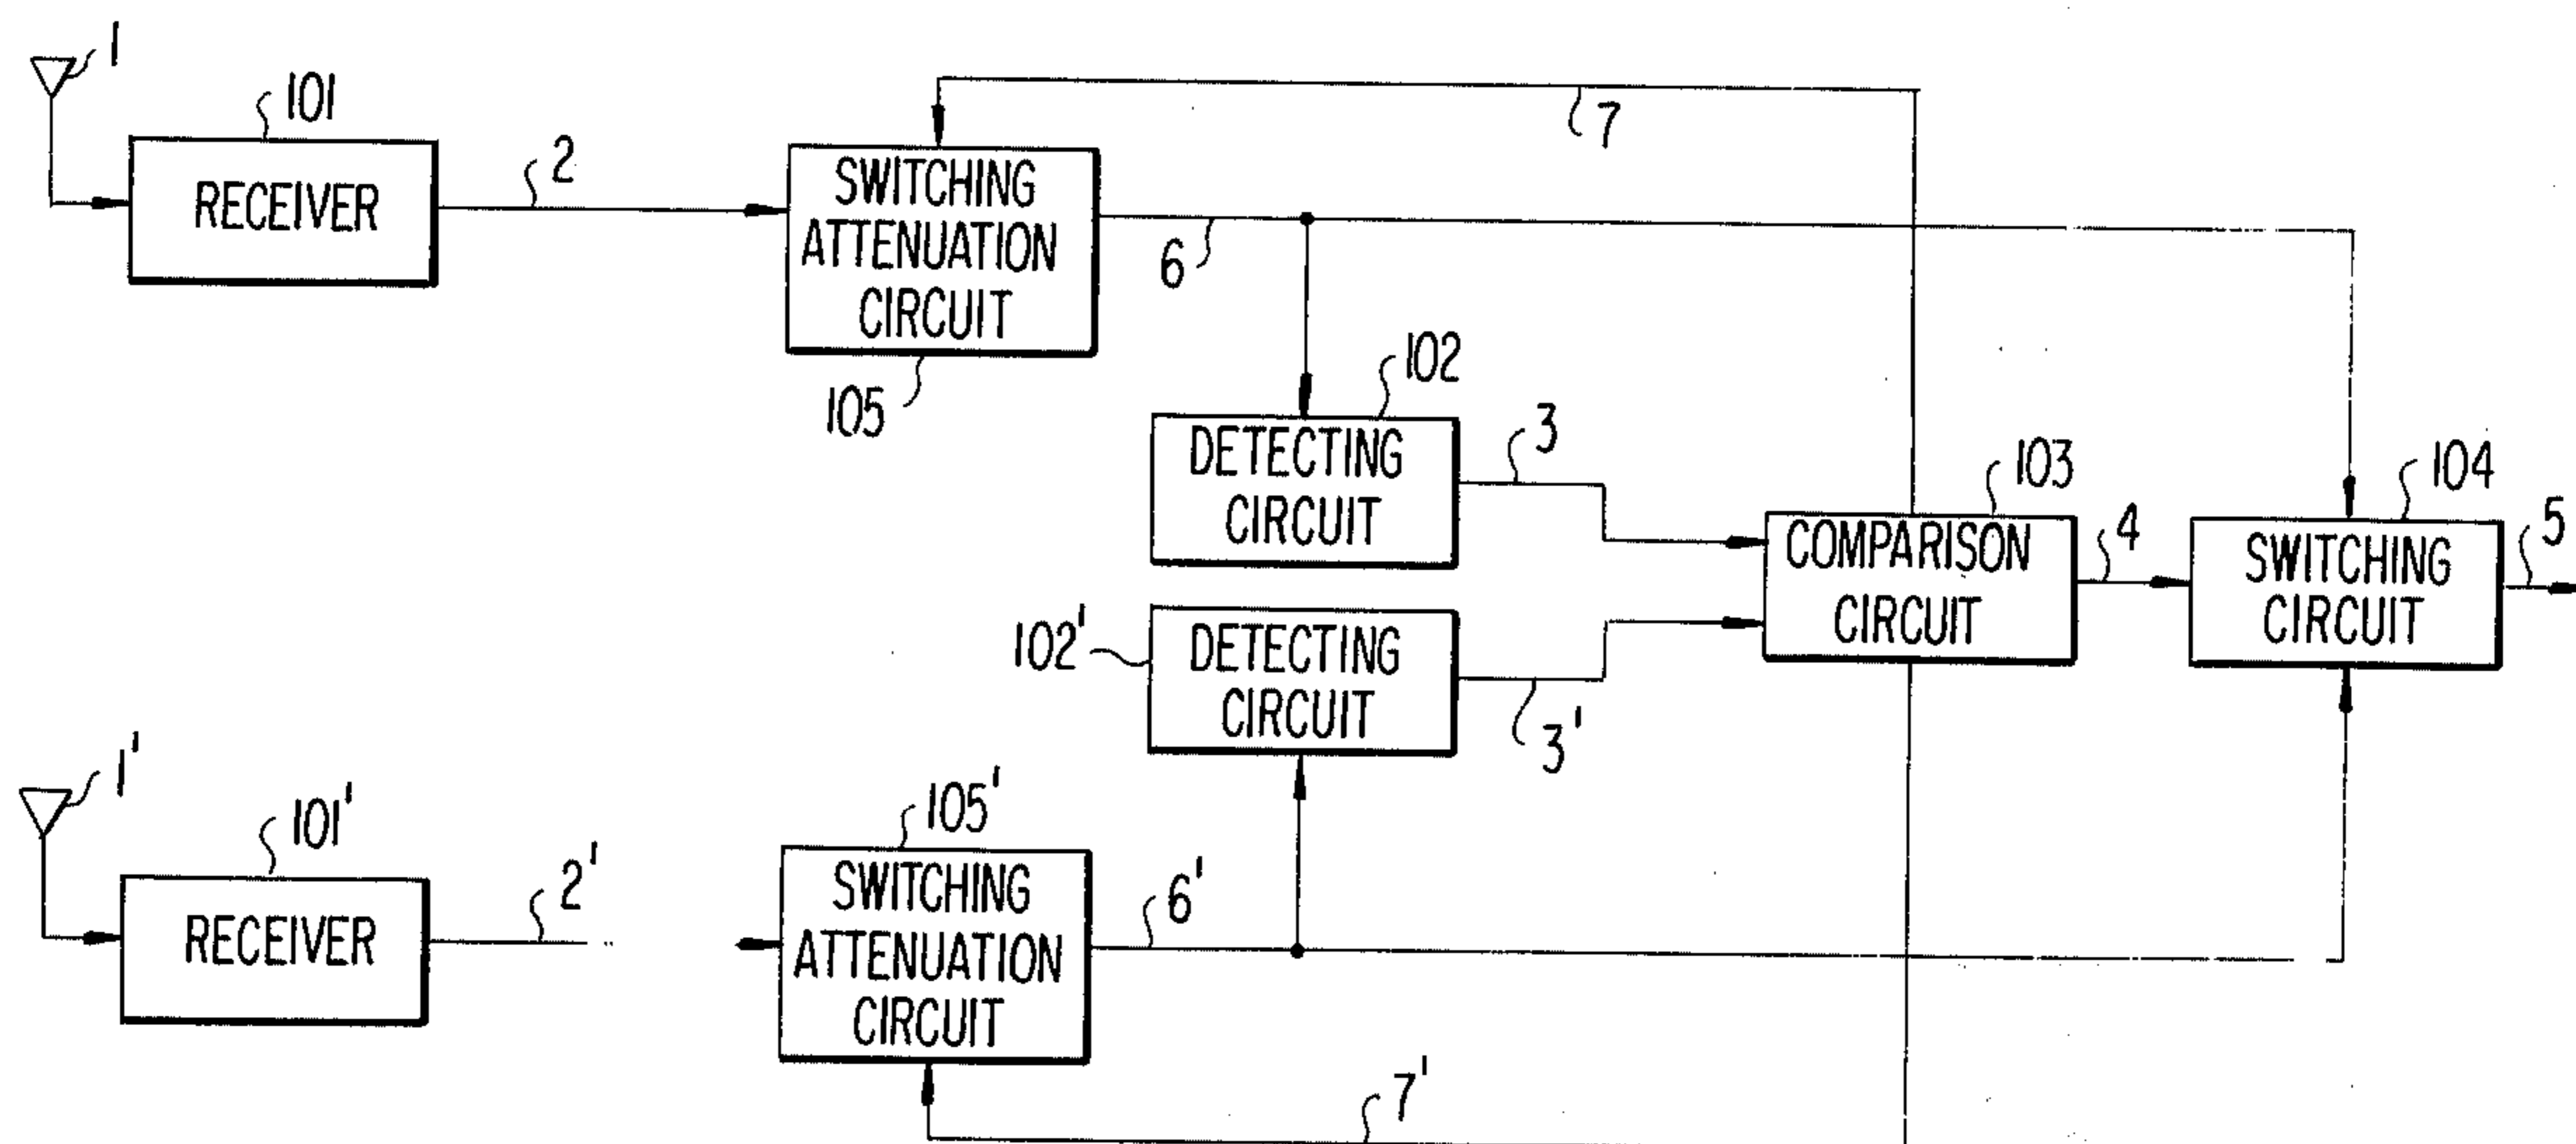 1
101
RECEIVER
2
SWITCHING
ATTENUATION
CIRCUIT
105
7
6
102
DETECTING
CIRCUIT
3
103
COMPARISON
CIRCUIT
4
104
SWITCHING
CIRCUIT
5
102'
DETECTING
CIRCUIT
3'
1'
101'
RECEIVER
2'
105'
SWITCHING
ATTENUATION
CIRCUIT
6'
7'